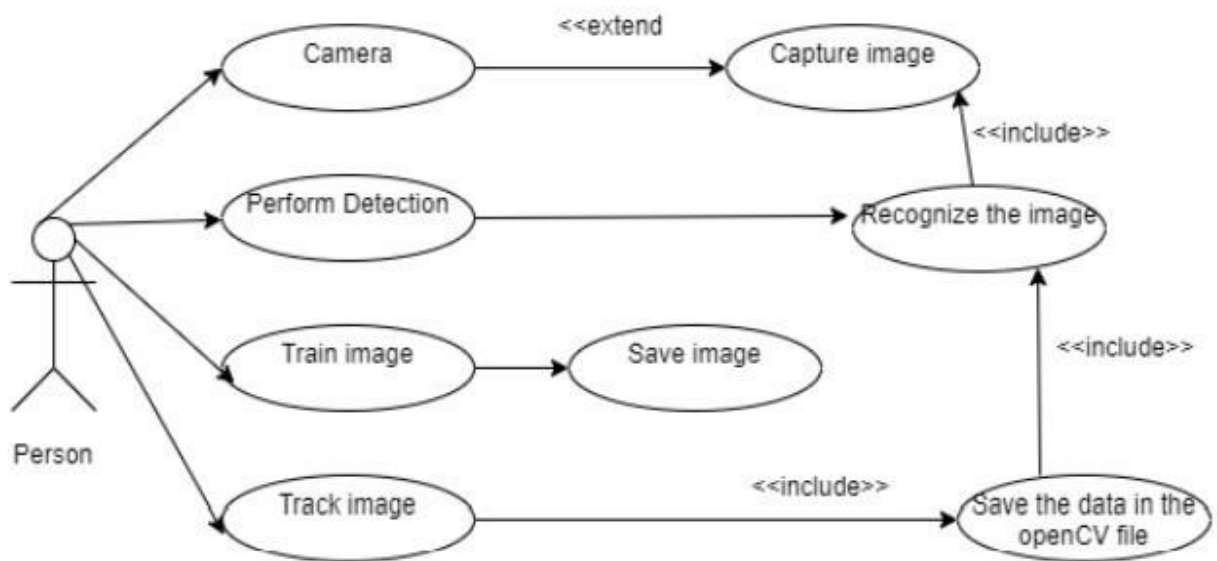 <<extend
Camera
Capture image
<<include>>
Perform Detection
Recognize the image
Train image
Save image
<<include>>
Person
<<include>>
Track image
Save the data in the
openCV file